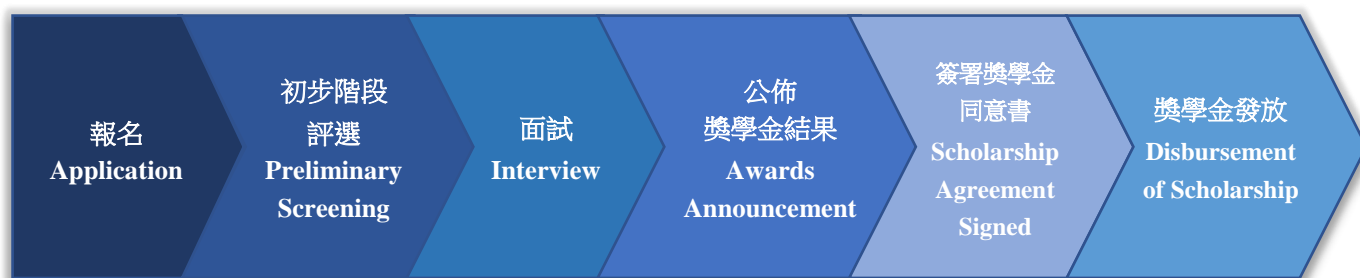 報名
Application
初步階段
評選
Preliminary
Screening
面試
Interview
公佈
獎學金結果
Awards
Announcement
簽署獎學金
同意書
Scholarship
Agreement
Signed
獎學金發放
Disbursement
of Scholarship